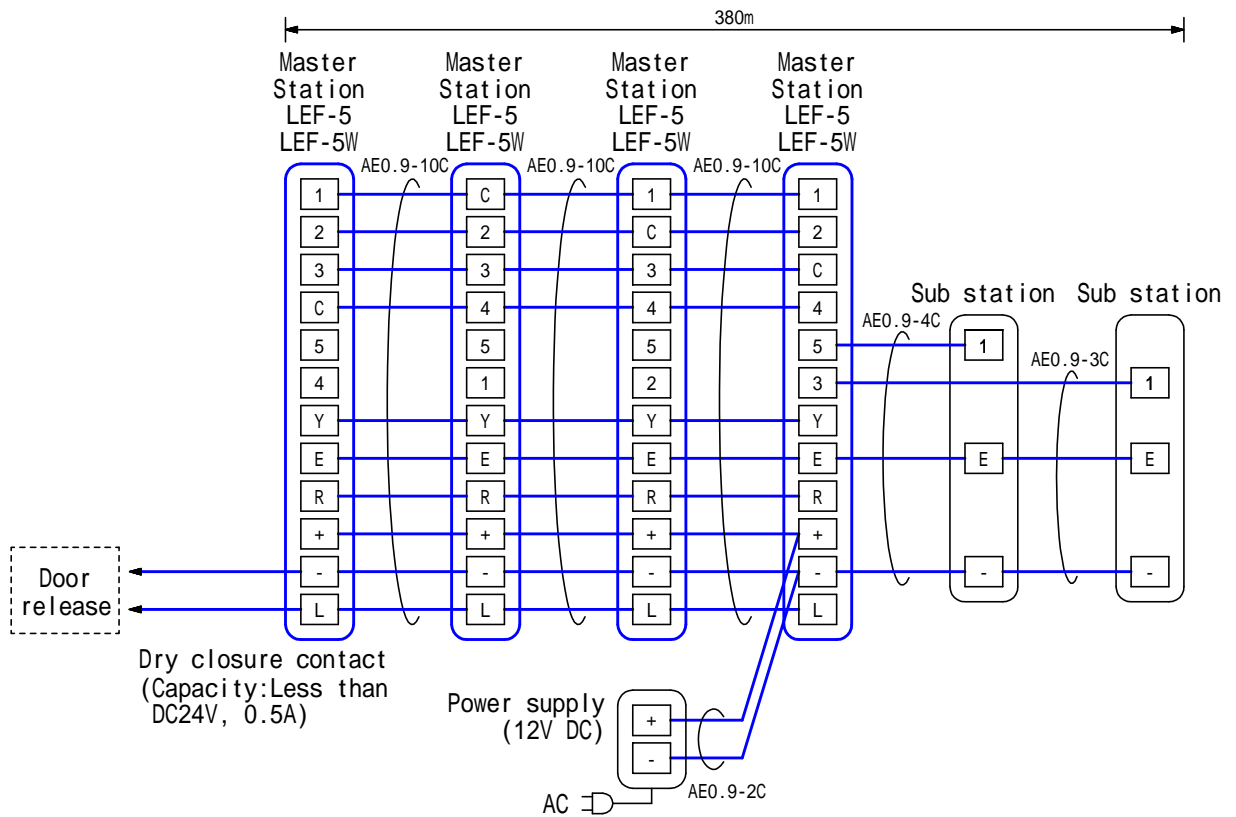 380m
Master Station LEF-5 LEF-5W
Master Station LEF-5 LEF-5W
Master Station LEF-5 LEF-5W
Master Station LEF-5 LEF-5W
AE0.9-10C AE0.9-10C AE0.9-10C
1 C 1 1
2 2 C 2
3 3 3 C
Sub station Sub station
C 4 4 4
AE0.9-4C
5 5 5 5 1
AE0.9-3C
4 1 2 3 1
Y Y Y Y
E E E E E E
R R R R
+ + + +
- - - - - -
L L L L
Door
release
Dry closure contact
(Capacity:Less than
DC24V, 0.5A)
Power supply
(12V DC)
+
-
AE0.9-2C
AC